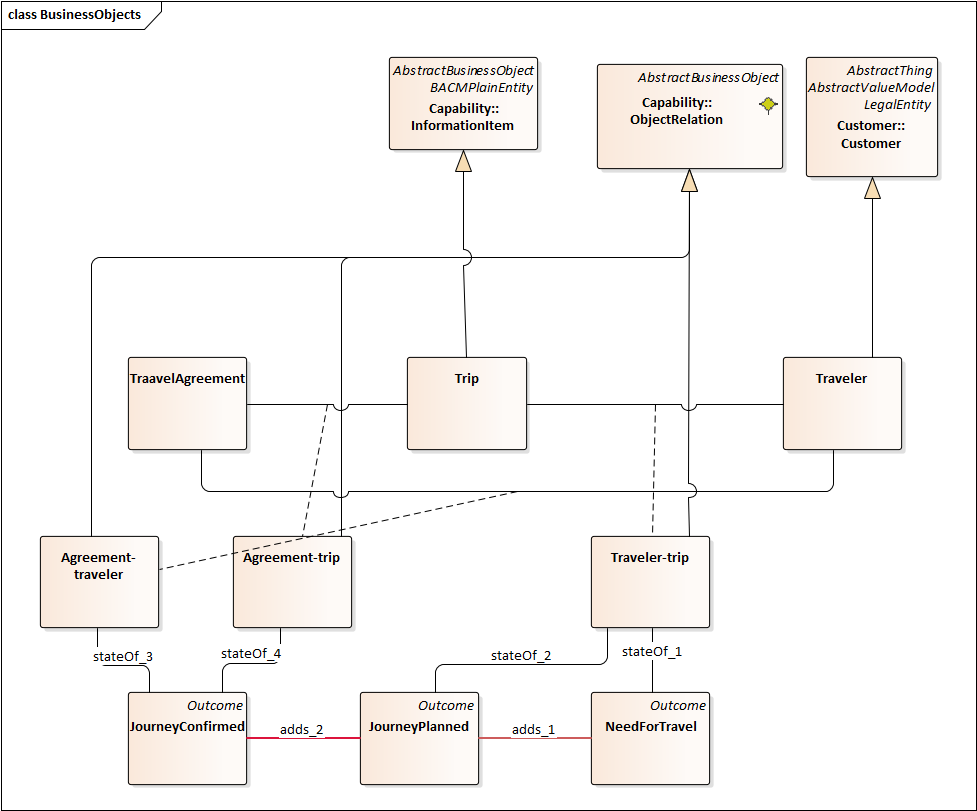 class BusinessObjects
AbstractBusinessObject
BACMPlainEntity
Capability::
InformationItem
AbstractBusinessObject
Capability::
ObjectRelation
AbstractThing
AbstractValueModel
LegalEntity
Customer::
Customer
TraavelAgreement
Trip
Traveler
Agreement-
traveler
Agreement-trip
Traveler-trip
stateOf_3
stateOf_4
stateOf_2
stateOf_1
Outcome
JourneyConfirmed
adds_2
Outcome
JourneyPlanned
adds_1
Outcome
NeedForTravel